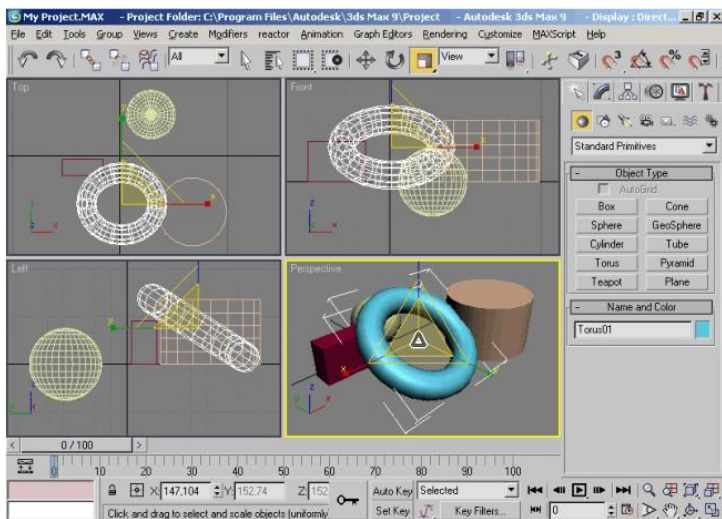 My Project.MAX - Project Folder: C:\Program Files\Autodesk\3ds Max 9\Project - Autodesk 3ds Max 9 - Display : Direct...
File Edit Tools Group Views Create Modifiers reactor Animation Graph Editors Rendering Customize MAXScript Help
All View
Top Front
Left Perspective
Standard Primitives
Object Type
AutoGrid
Box Cone
Sphere GeoSphere
Cylinder Tube
Torus Pyramid
Teapot Plane
Name and Color
Torus01
0 / 100
0 10 20 30 40 50 60 70 80 90 100
X: 147,104 Y: 152.74 Z: 152 Auto Key Selected
Click and drag to select and scale objects (uniformly) Set Key Key Filters... 0